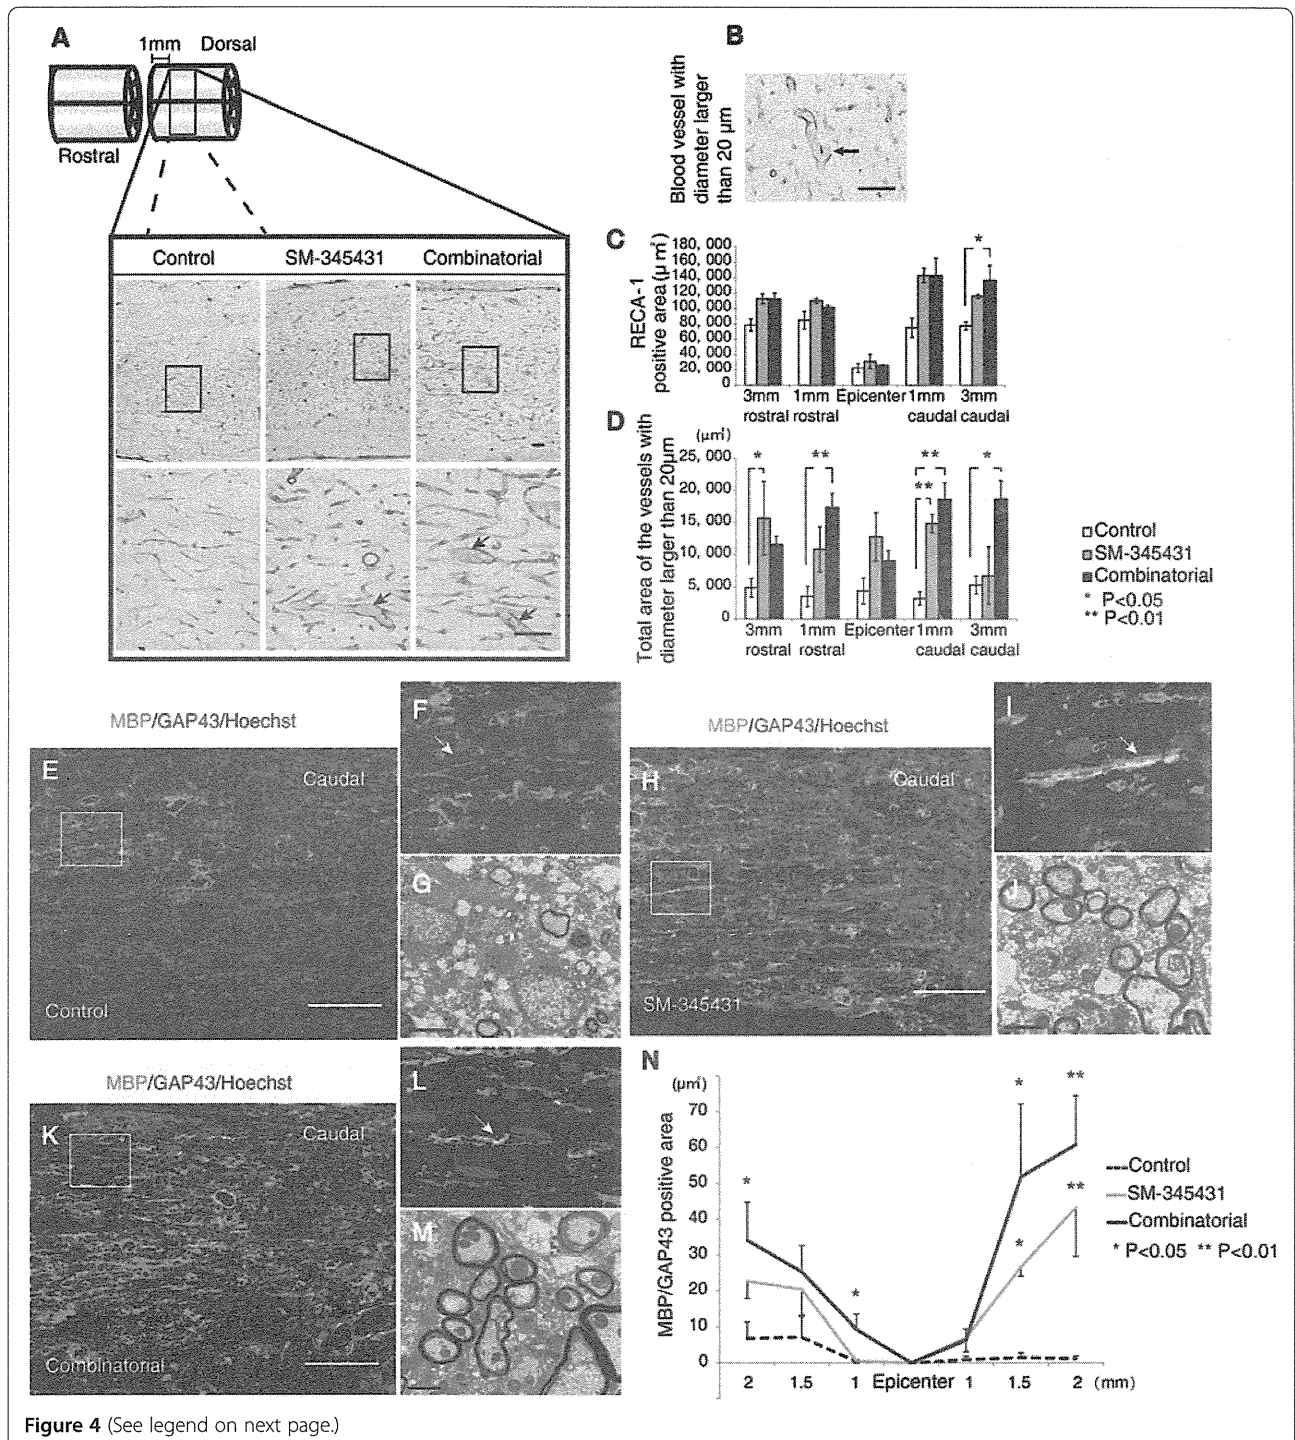 A
1mm
Dorsal
Rostral
Control
SM-345431
Combinatorial
B
Blood vessel with
diameter larger
than 20 μm
C
RECA-1
positive area (μm²)
180, 000
160, 000
140, 000
120, 000
100, 000
80, 000
60, 000
40, 000
20, 000
0
*
3mm
rostral
1mm
rostral
Epicenter
1mm
caudal
3mm
caudal
D
(μm²)
Total area of the vessels with
diameter larger than 20μm
25, 000
20, 000
15, 000
10, 000
5, 000
0
*
**
**
**
*
3mm
rostral
1mm
rostral
Epicenter
1mm
caudal
3mm
caudal
Control
SM-345431
Combinatorial
* P<0.05
** P<0.01
MBP/GAP43/Hoechst
E
Caudal
Control
F
G
MBP/GAP43/Hoechst
H
Caudal
SM-345431
I
J
MBP/GAP43/Hoechst
K
Caudal
Combinatorial
L
M
N
(μm²)
MBP/GAP43 positive area
70
60
50
40
30
20
10
0
*
*
*
**
*
**
2 1.5 1 Epicenter 1 1.5 2 (mm)
Control
SM-345431
Combinatorial
* P<0.05 ** P<0.01
Figure 4 (See legend on next page.)